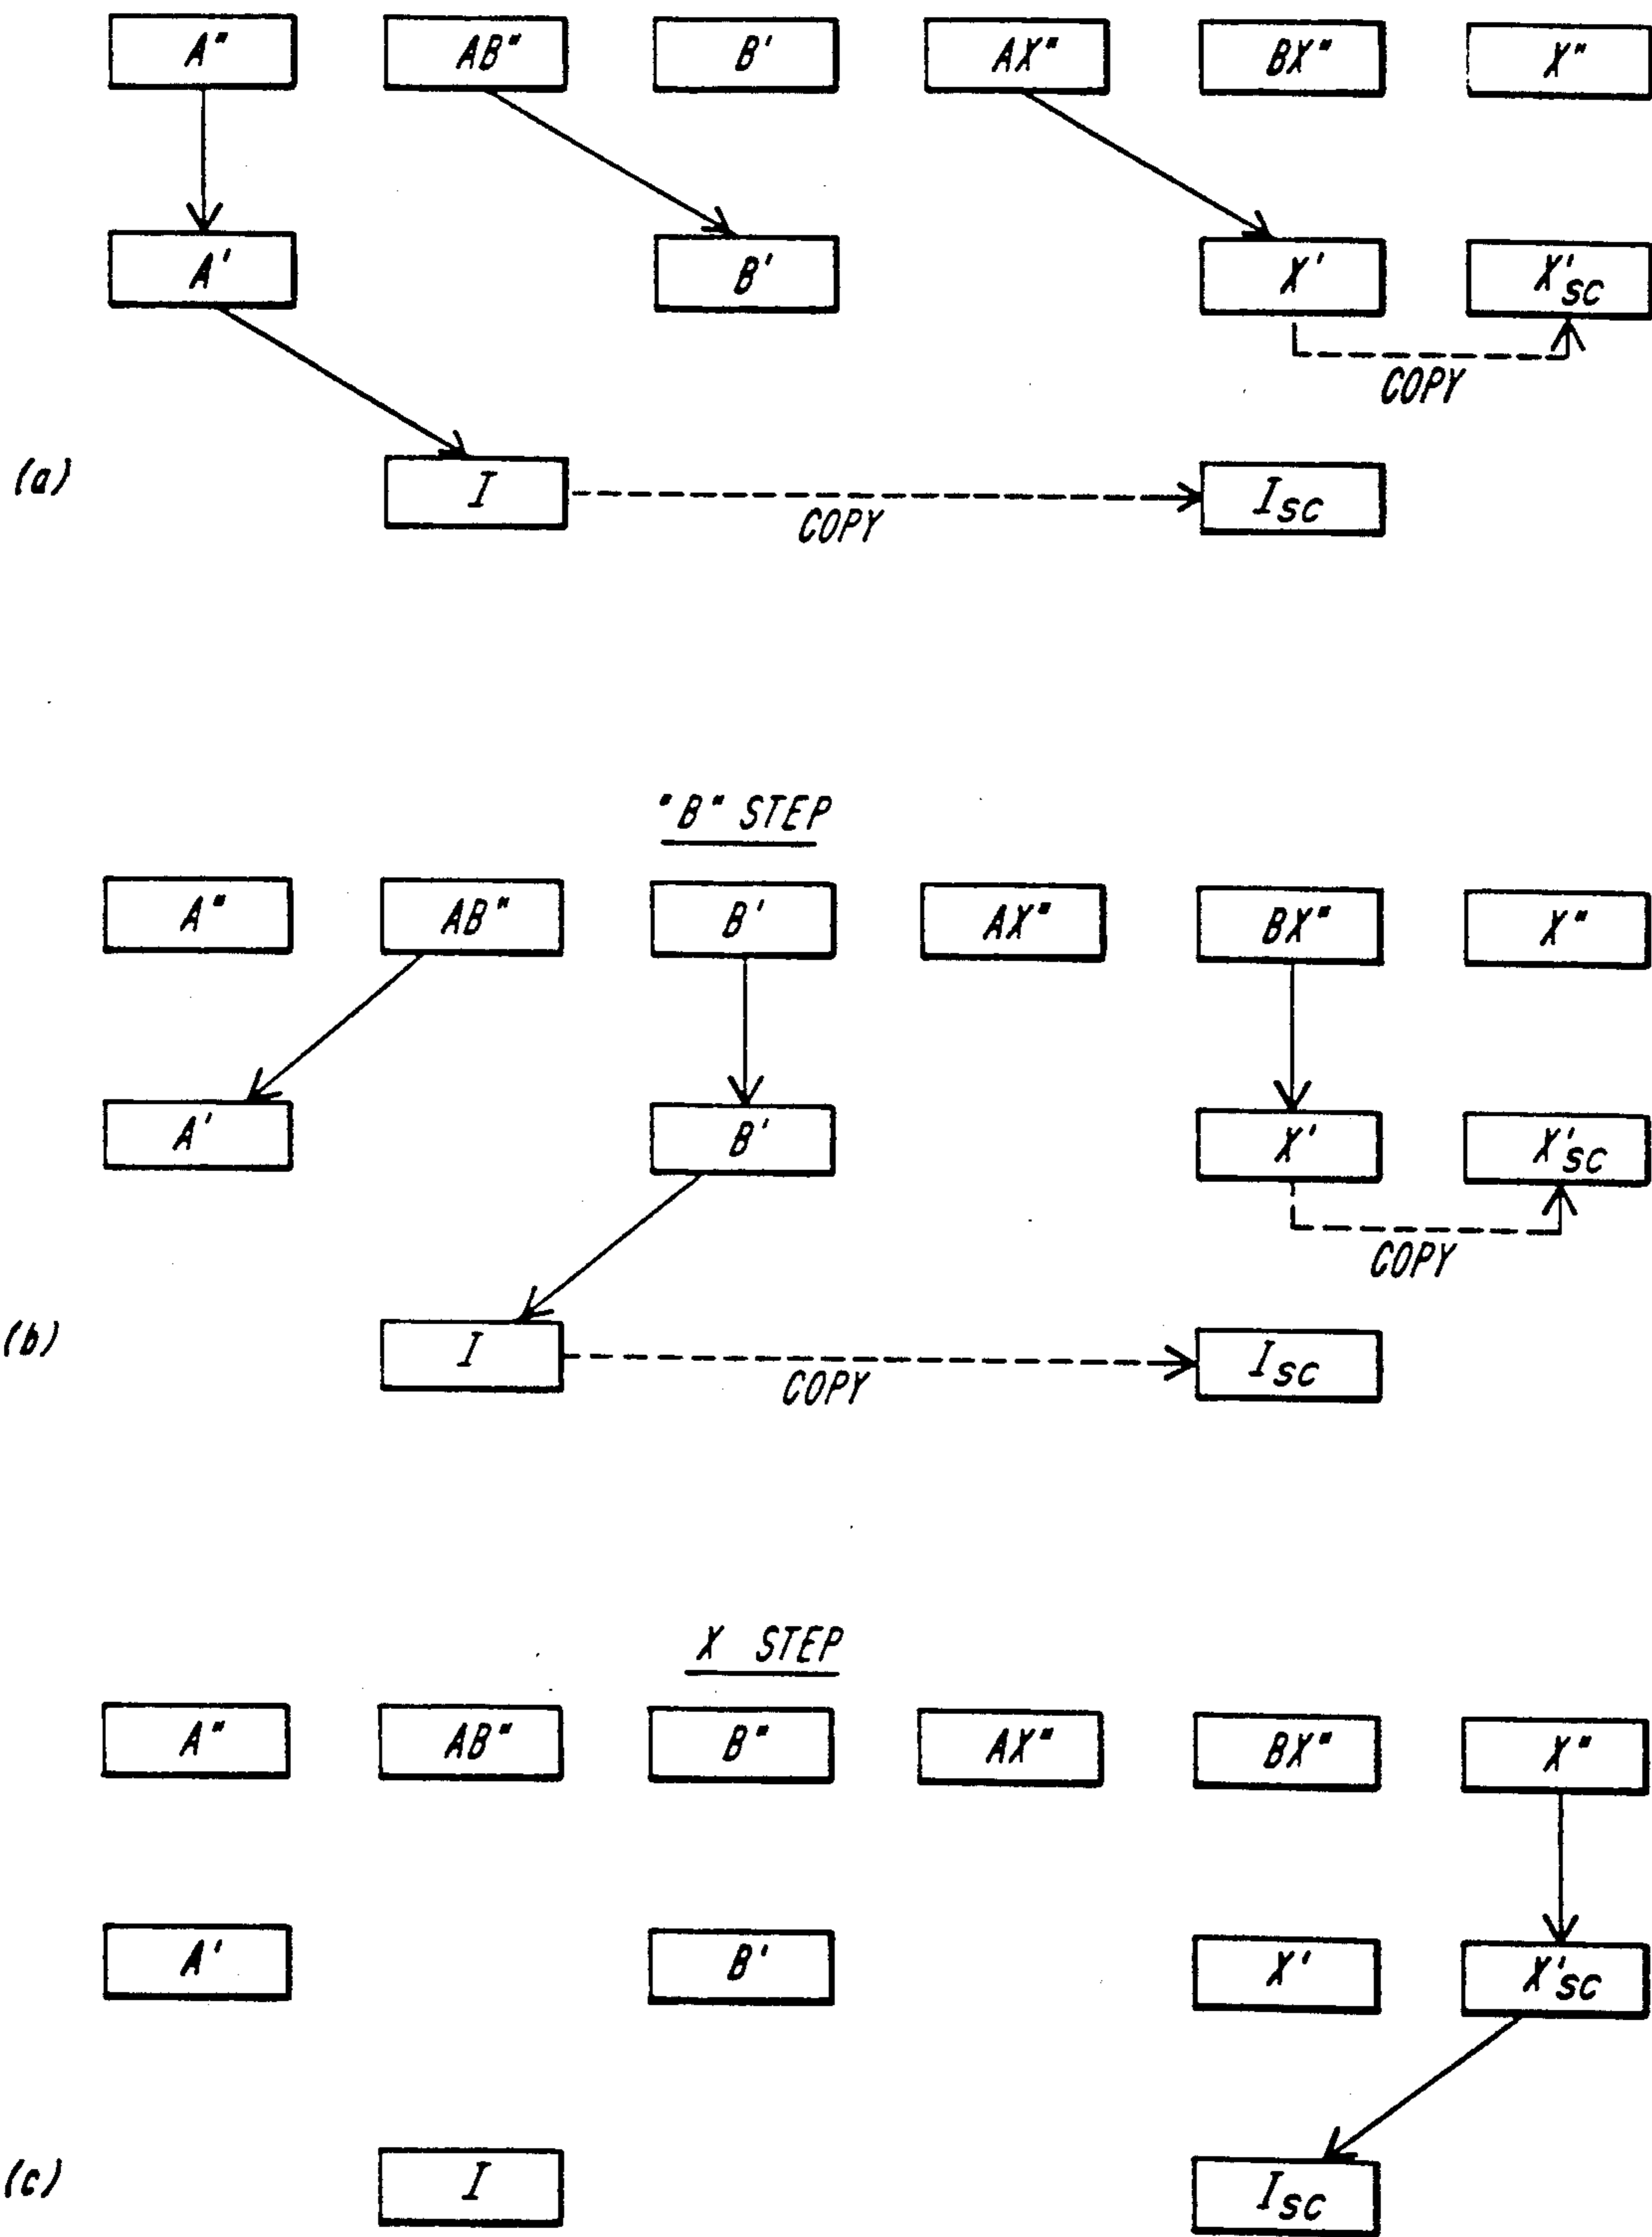 A" AB" B' AX" BX" X"
A' B' X' X'SC
COPY
(a) I COPY ISC
"B" STEP
A" AB" B' AX" BX" X"
A' B' X' X'SC
COPY
(b) I COPY ISC
X STEP
A" AB" B" AX" BX" X"
A' B' X' X'SC
(c) I ISC